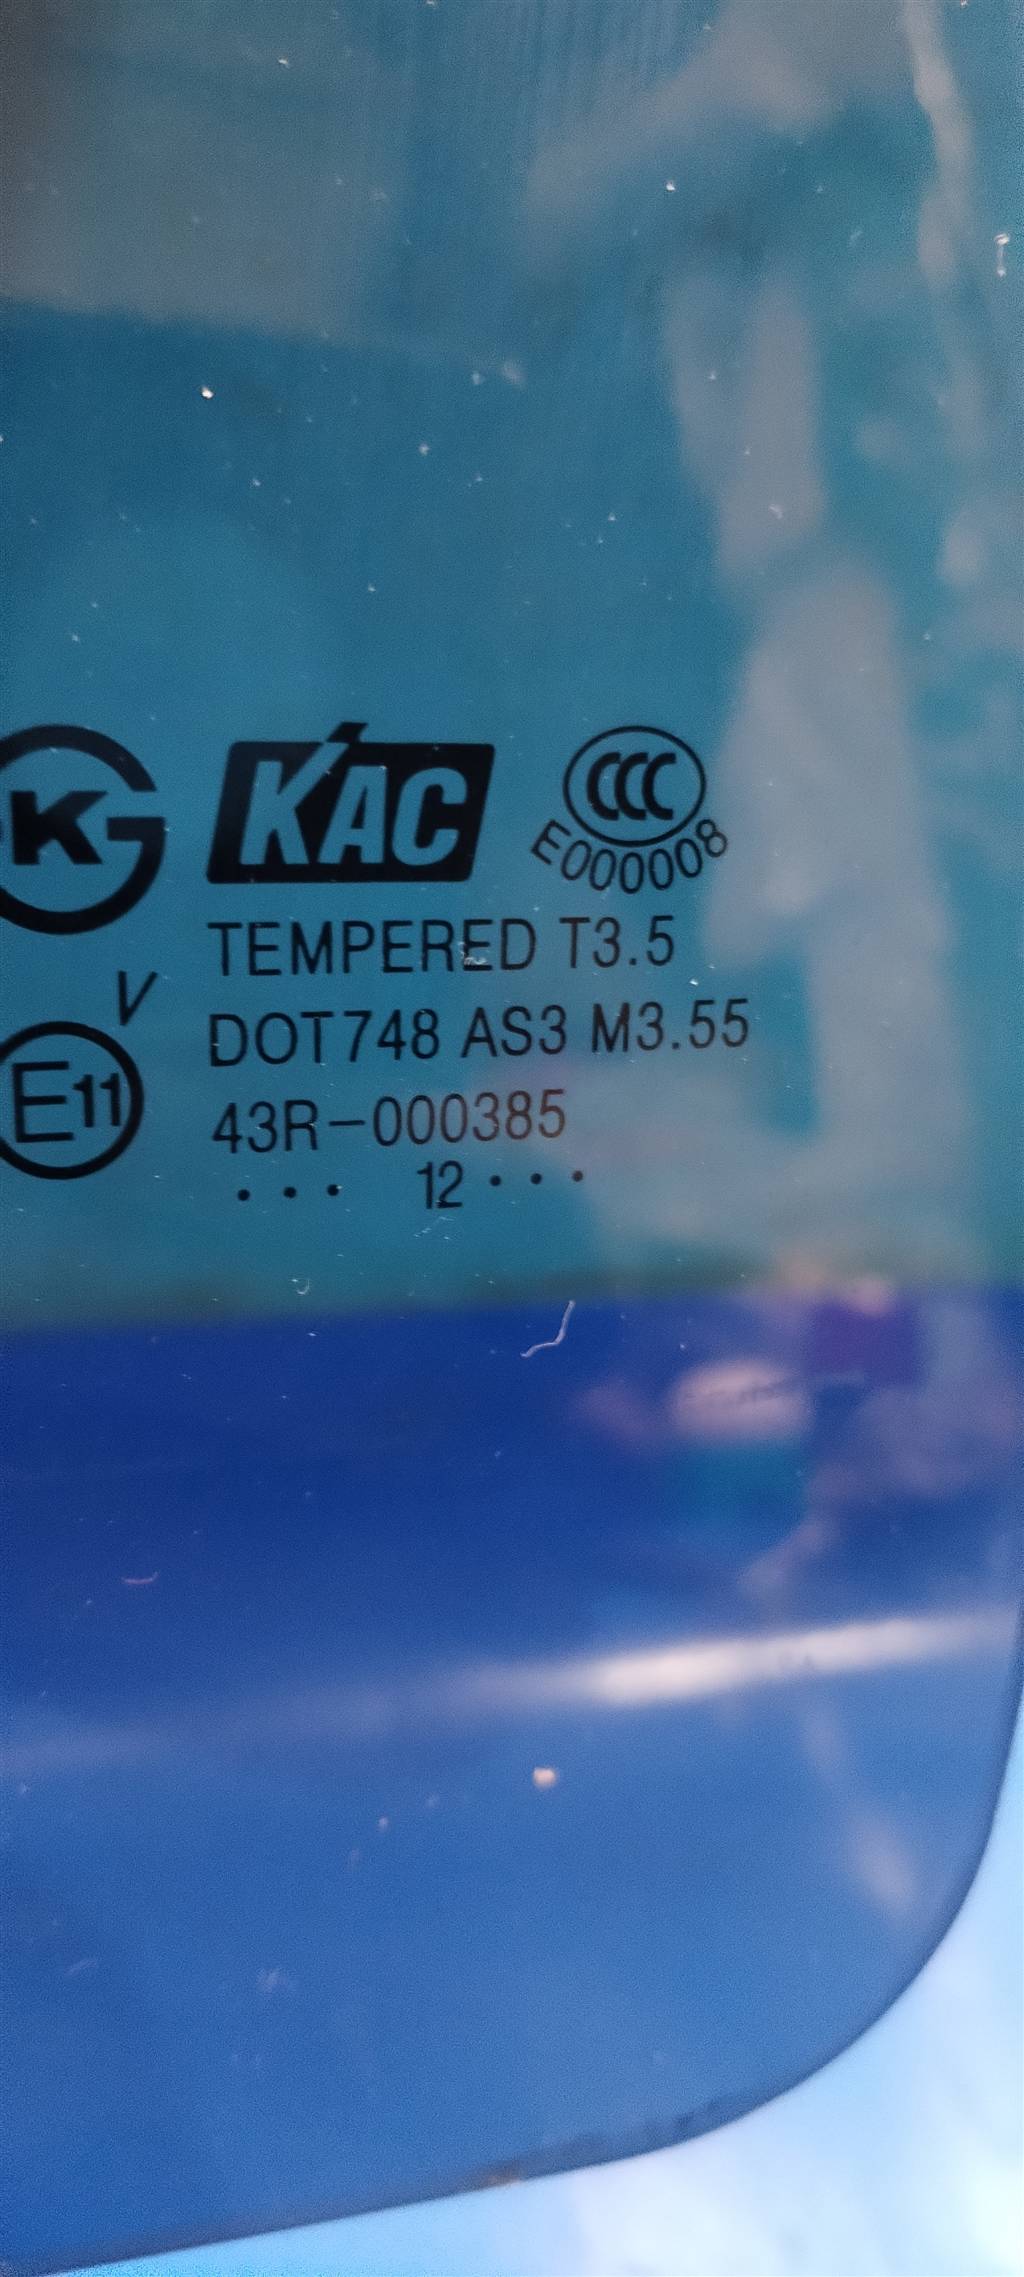 K KAC CCC
E000008
TEMPERED T3.5
V
DOT748 AS3 M3.55
E11 43R-000385
• • • 12 • • •